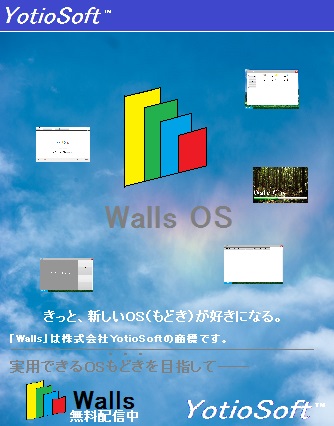 YotioSoft™
Walls OS
きっと、新しいOS(もどき)が好きになる。
「Walls」は株式会社YotioSoftの商標です。
実用できるOSもどきを目指して――
Walls
無料配信中
YotioSoft™